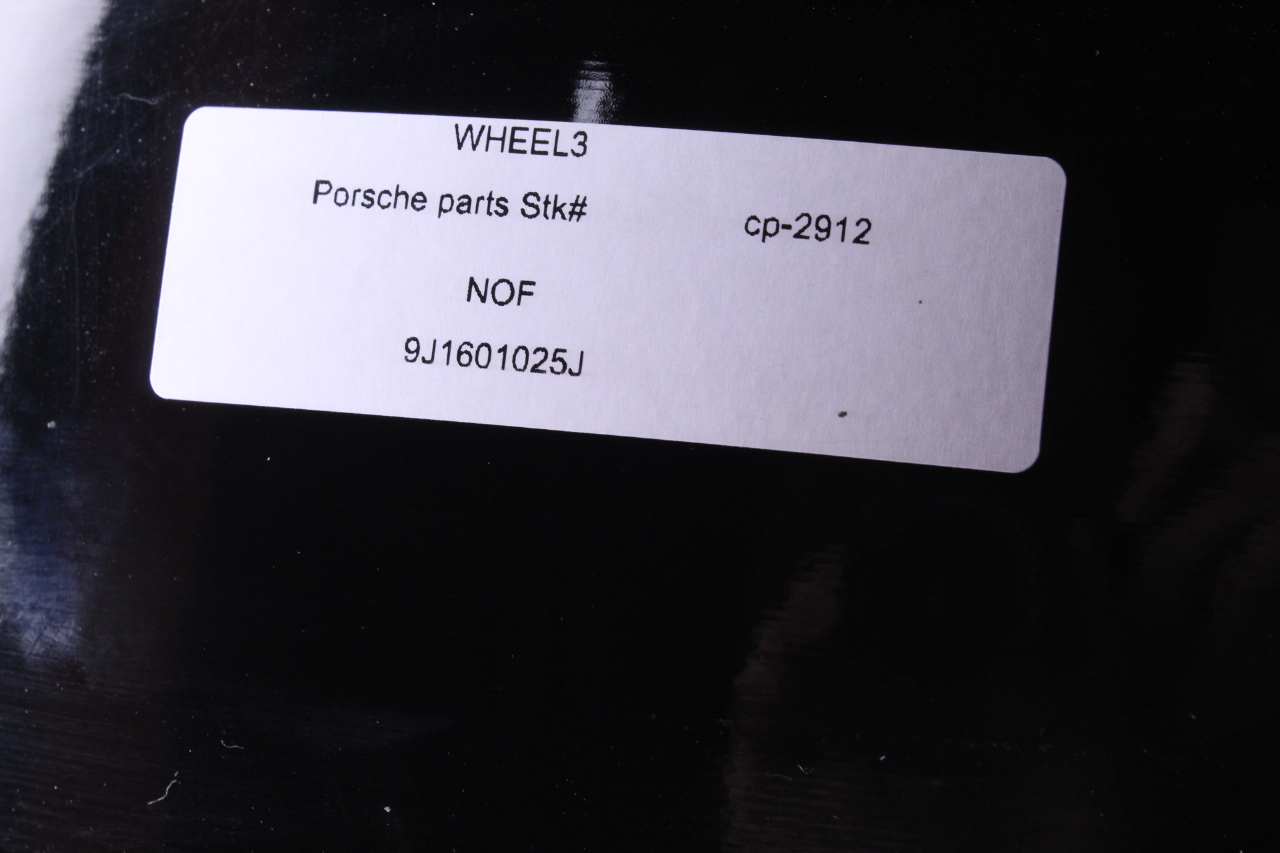 WHEEL3
Porsche parts Stk# cp-2912
NOF
9J1601025J